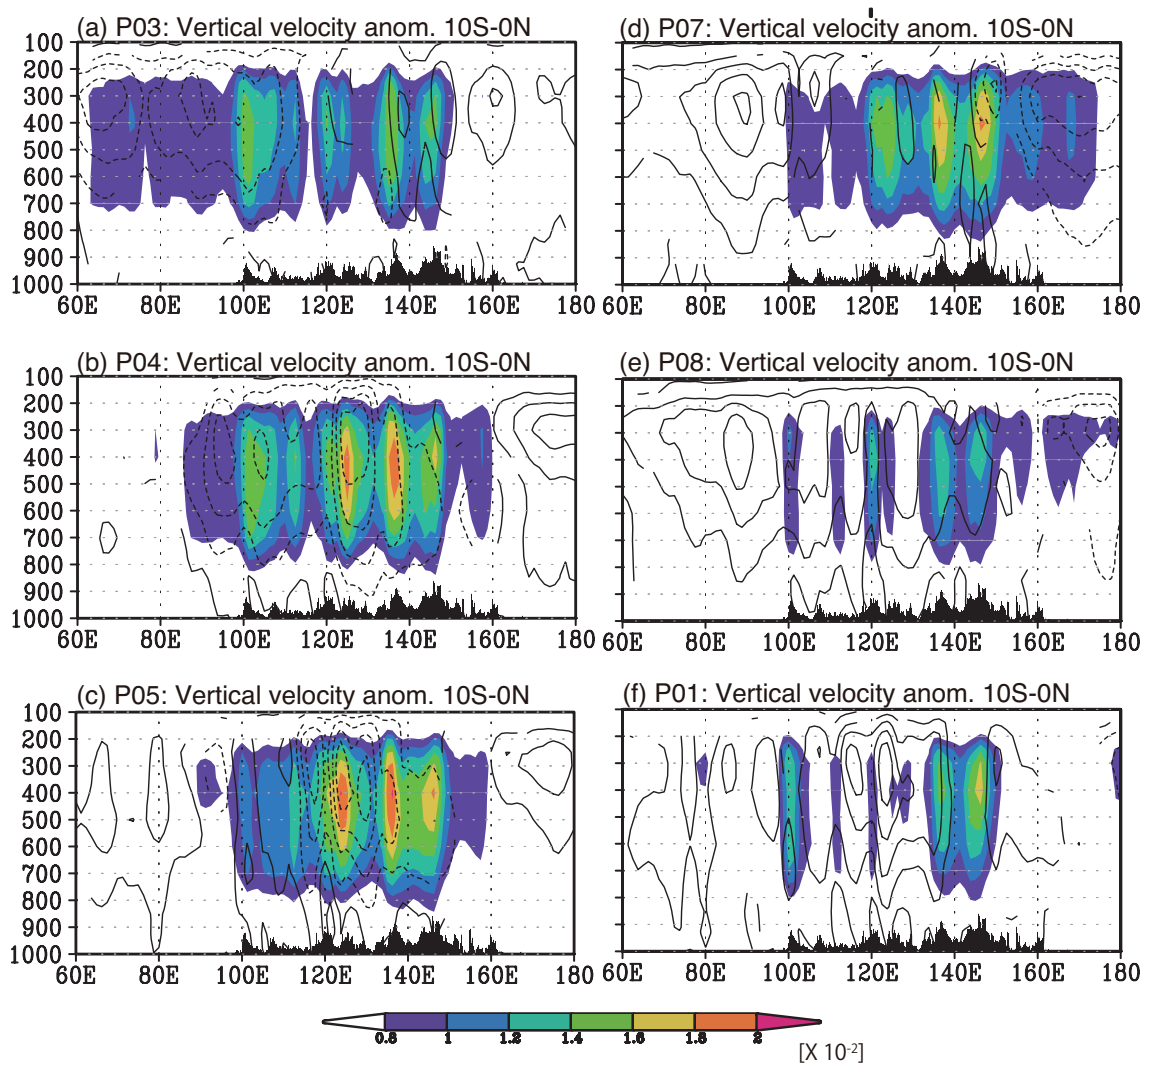 (a) P03: Vertical velocity anom. 10S-0N
100
200
300
400
500
600
700
800
900
1000
60E 80E 100E 120E 140E 160E 180
(d) P07: Vertical velocity anom. 10S-0N
60E 80E 100E 120E 140E 160E 180
(b) P04: Vertical velocity anom. 10S-0N
100
200
300
400
500
600
700
800
900
1000
60E 80E 100E 120E 140E 160E 180
(e) P08: Vertical velocity anom. 10S-0N
60E 80E 100E 120E 140E 160E 180
(c) P05: Vertical velocity anom. 10S-0N
100
200
300
400
500
600
700
800
900
1000
60E 80E 100E 120E 140E 160E 180
(f) P01: Vertical velocity anom. 10S-0N
60E 80E 100E 120E 140E 160E 180
0.8 1 1.2 1.4 1.6 1.8 2
[X 10⁻²]